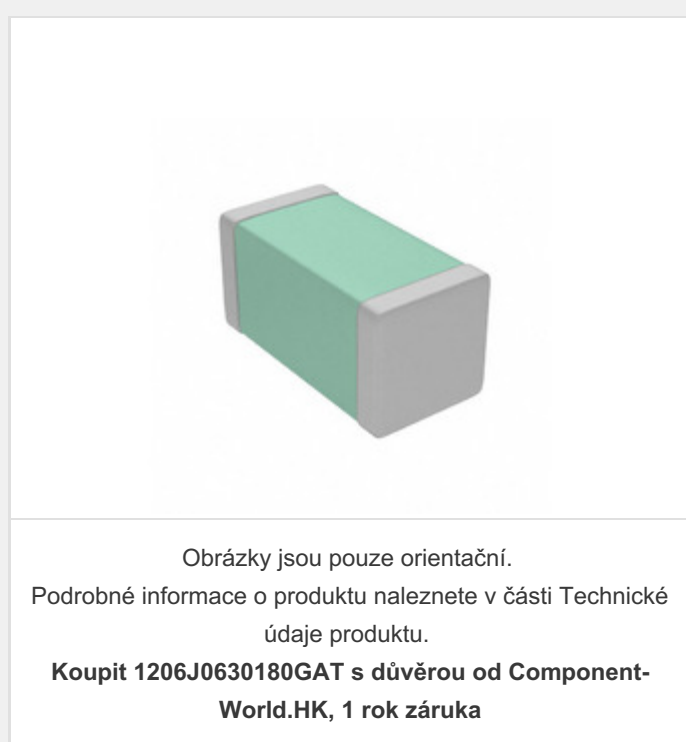 Obrázky jsou pouze orientační.
Podrobné informace o produktu naleznete v části Technické
údaje produktu.
Koupit 1206J0630180GAT s důvěrou od Component-
World.HK, 1 rok záruka